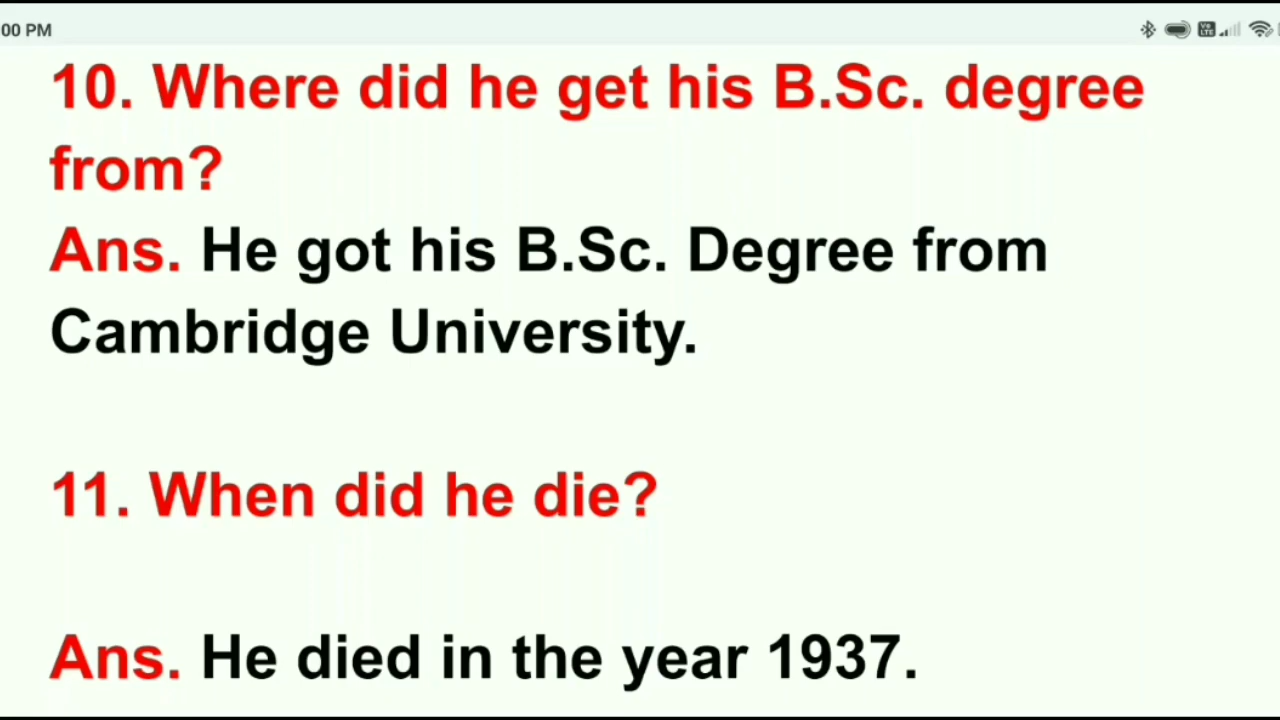 00 PM
10. Where did he get his B.Sc. degree
from?
Ans. He got his B.Sc. Degree from
Cambridge University.
11. When did he die?
Ans. He died in the year 1937.